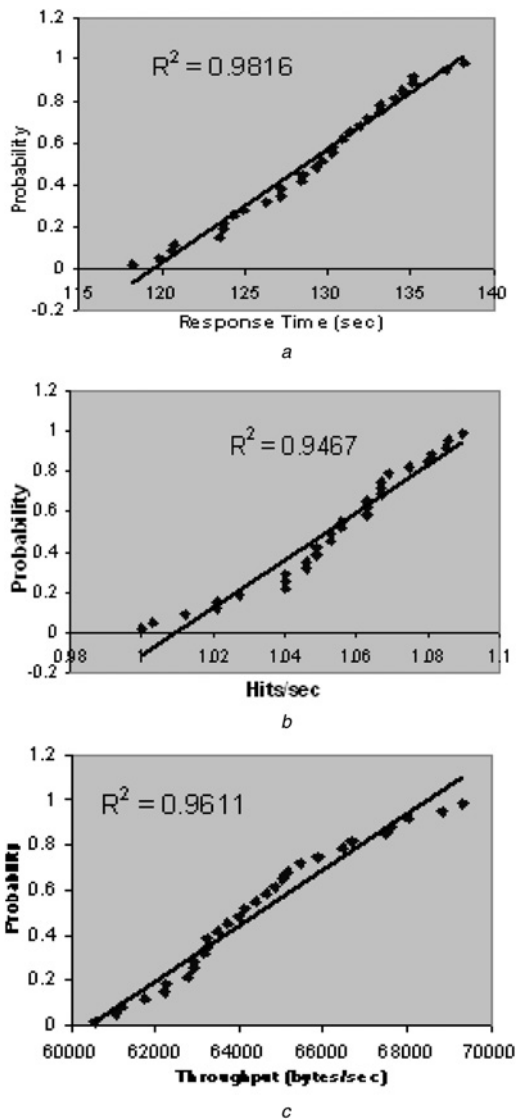 R² = 0.9816
Probability
1.2
1
0.8
0.6
0.4
0.2
0
-0.2
115 120 125 130 135 140
Response Time (sec)
a
R² = 0.9467
Probability
1.2
1
0.8
0.6
0.4
0.2
0
-0.2
0.98 1 1.02 1.04 1.06 1.08 1.1
Hits/sec
b
R² = 0.9611
Probability
1.2
1
0.8
0.6
0.4
0.2
0
60000 62000 64000 66000 68000 70000
Throughput (bytes/sec)
c